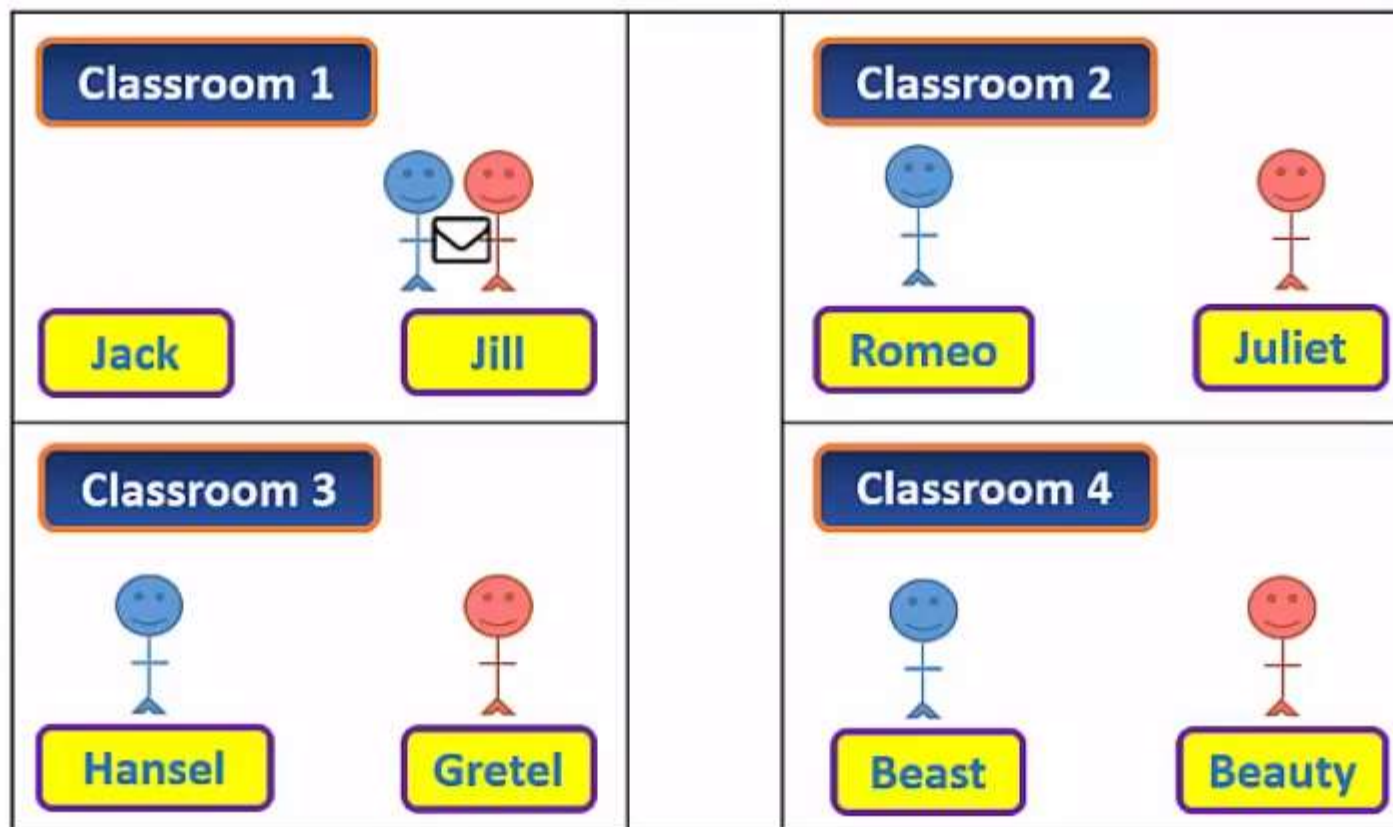 Classroom 1
Jack
Jill
Classroom 2
Romeo
Juliet
Classroom 3
Hansel
Gretel
Classroom 4
Beast
Beauty